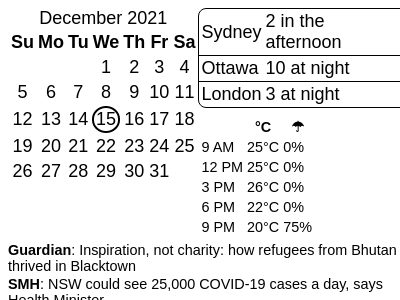 December 2021
Su Mo Tu We Th Fr Sa
1 2 3 4
5 6 7 8 9 10 11
12 13 14 15 16 17 18
19 20 21 22 23 24 25
26 27 28 29 30 31
Sydney 2 in the
afternoon
Ottawa 10 at night
London 3 at night
°C ☂
9 AM 25°C 0%
12 PM 25°C 0%
3 PM 26°C 0%
6 PM 22°C 0%
9 PM 20°C 75%
Guardian: Inspiration, not charity: how refugees from Bhutan
thrived in Blacktown
SMH: NSW could see 25,000 COVID-19 cases a day, says
Health Minister